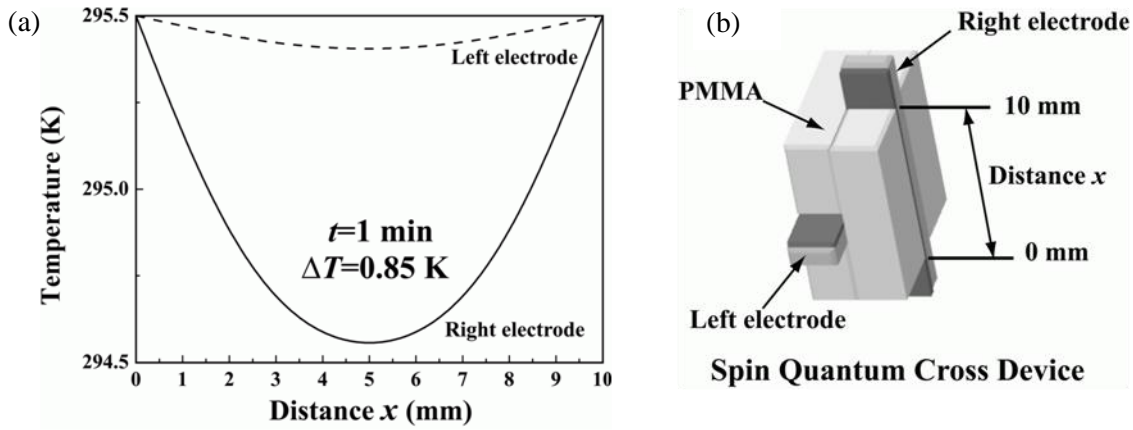 (a)
295.5
295.0
294.5
Temperature (K)
Left electrode
t=1 min
ΔT=0.85 K
Right electrode
0 1 2 3 4 5 6 7 8 9 10
Distance x (mm)
(b)
Right electrode
PMMA
10 mm
Distance x
0 mm
Left electrode
Spin Quantum Cross Device